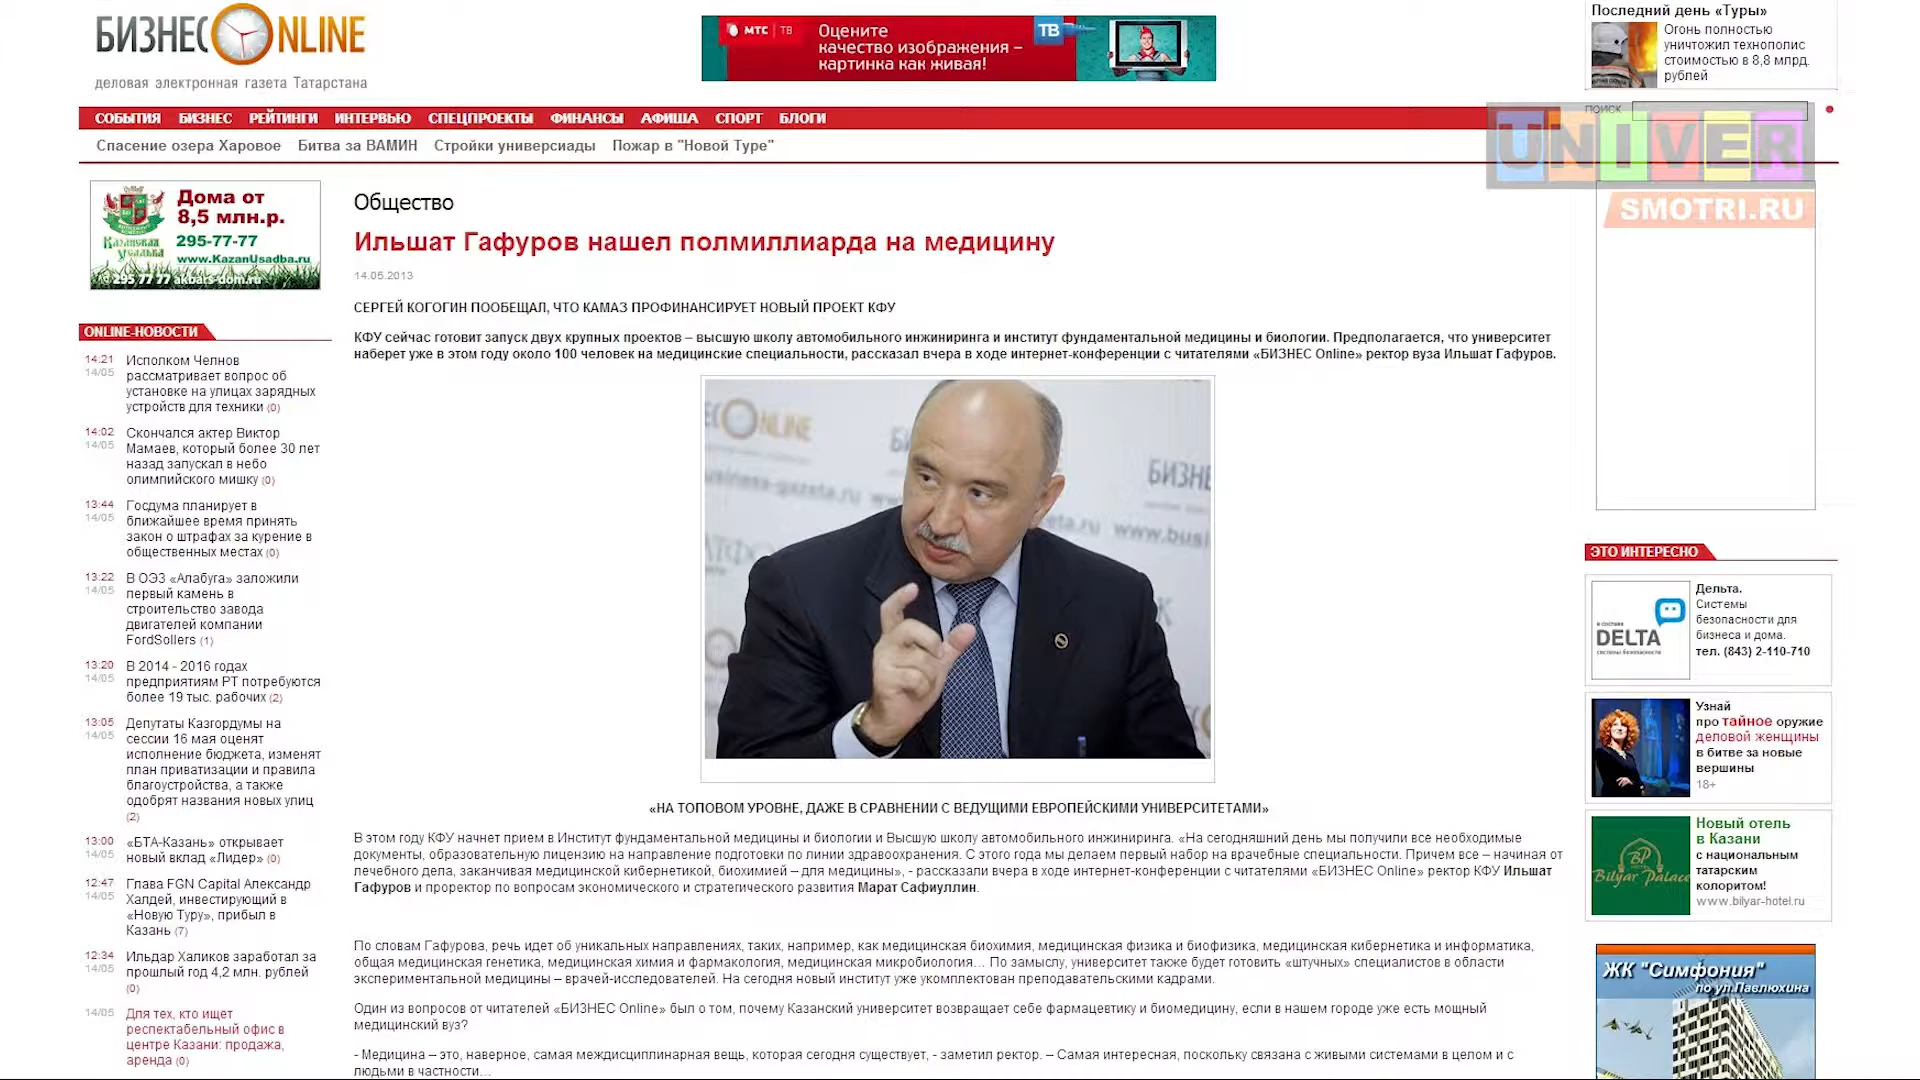 БИЗНЕС ONLINE
деловая электронная газета Татарстана
МТС | ТВ
Оцените
качество изображения –
картинка как живая!
ТВ
Последний день «Туры»
Огонь полностью
уничтожил технополис
стоимостью в 8,8 млрд.
рублей
СОБЫТИЯ БИЗНЕС РЕЙТИНГИ ИНТЕРВЬЮ СПЕЦПРОЕКТЫ ФИНАНСЫ АФИША СПОРТ БЛОГИ
ПОИСК
Спасение озера Харовое Битва за ВАМИН Стройки универсиады Пожар в "Новой Туре"
UNIVER
SMOTRI.RU
Казанская
Усадьба
Дома от
8,5 млн.р.
295-77-77
www.KazanUsadba.ru
295 77 77 akbars-dom.ru
ONLINE-НОВОСТИ
14:21
14/05
Исполком Челнов
рассматривает вопрос об
установке на улицах зарядных
устройств для техники (0)
14:02
14/05
Скончался актер Виктор
Мамаев, который более 30 лет
назад запускал в небо
олимпийского мишку (0)
13:44
14/05
Госдума планирует в
ближайшее время принять
закон о штрафах за курение в
общественных местах (0)
13:22
14/05
В ОЭЗ «Алабуга» заложили
первый камень в
строительство завода
двигателей компании
FordSollers (1)
13:20
14/05
В 2014 - 2016 годах
предприятиям РТ потребуются
более 19 тыс. рабочих (2)
13:05
14/05
Депутаты Казгордумы на
сессии 16 мая оценят
исполнение бюджета, изменят
план приватизации и правила
благоустройства, а также
одобрят названия новых улиц
(2)
13:00
14/05
«БТА-Казань» открывает
новый вклад «Лидер» (0)
12:47
14/05
Глава FGN Capital Александр
Халдей, инвестирующий в
«Новую Туру», прибыл в
Казань (7)
12:34
14/05
Ильдар Халиков заработал за
прошлый год 4,2 млн. рублей
(0)
14/05
Для тех, кто ищет
респектабельный офис в
центре Казани: продажа,
аренда (0)
Общество
Ильшат Гафуров нашел полмиллиарда на медицину
14.05.2013
СЕРГЕЙ КОГОГИН ПООБЕЩАЛ, ЧТО КАМАЗ ПРОФИНАНСИРУЕТ НОВЫЙ ПРОЕКТ КФУ
КФУ сейчас готовит запуск двух крупных проектов – высшую школу автомобильного инжиниринга и институт фундаментальной медицины и биологии. Предполагается, что университет
наберет уже в этом году около 100 человек на медицинские специальности, рассказал вчера в ходе интернет-конференции с читателями «БИЗНЕС Online» ректор вуза Ильшат Гафуров.
«НА ТОПОВОМ УРОВНЕ, ДАЖЕ В СРАВНЕНИИ С ВЕДУЩИМИ ЕВРОПЕЙСКИМИ УНИВЕРСИТЕТАМИ»
В этом году КФУ начнет прием в Институт фундаментальной медицины и биологии и Высшую школу автомобильного инжиниринга. «На сегодняшний день мы получили все необходимые
документы, образовательную лицензию на направление подготовки по линии здравоохранения. С этого года мы делаем первый набор на врачебные специальности. Причем все – начиная от
лечебного дела, заканчивая медицинской кибернетикой, биохимией – для медицины», - рассказали вчера в ходе интернет-конференции с читателями «БИЗНЕС Online» ректор КФУ Ильшат
Гафуров и проректор по вопросам экономического и стратегического развития Марат Сафиуллин.
По словам Гафурова, речь идет об уникальных направлениях, таких, например, как медицинская биохимия, медицинская физика и биофизика, медицинская кибернетика и информатика,
общая медицинская генетика, медицинская химия и фармакология, медицинская микробиология... По замыслу, университет также будет готовить «штучных» специалистов в области
экспериментальной медицины – врачей-исследователей. На сегодня новый институт уже укомплектован преподавательскими кадрами.
Один из вопросов от читателей «БИЗНЕС Online» был о том, почему Казанский университет возвращает себе фармацевтику и биомедицину, если в нашем городе уже есть мощный
медицинский вуз?
- Медицина – это, наверное, самая междисциплинарная вещь, которая сегодня существует, - заметил ректор. – Самая интересная, поскольку связана с живыми системами в целом и с
людьми в частности...
ЭТО ИНТЕРЕСНО
DELTA
системы безопасности
Дельта.
Системы
безопасности для
бизнеса и дома.
тел. (843) 2-110-710
Узнай
про тайное оружие
деловой женщины
в битве за новые
вершины
18+
BP
Bilyar Palace
Новый отель
в Казани
с национальным
татарским
колоритом!
www.bilyar-hotel.ru
ЖК "Симфония"
по ул.Павлюхина